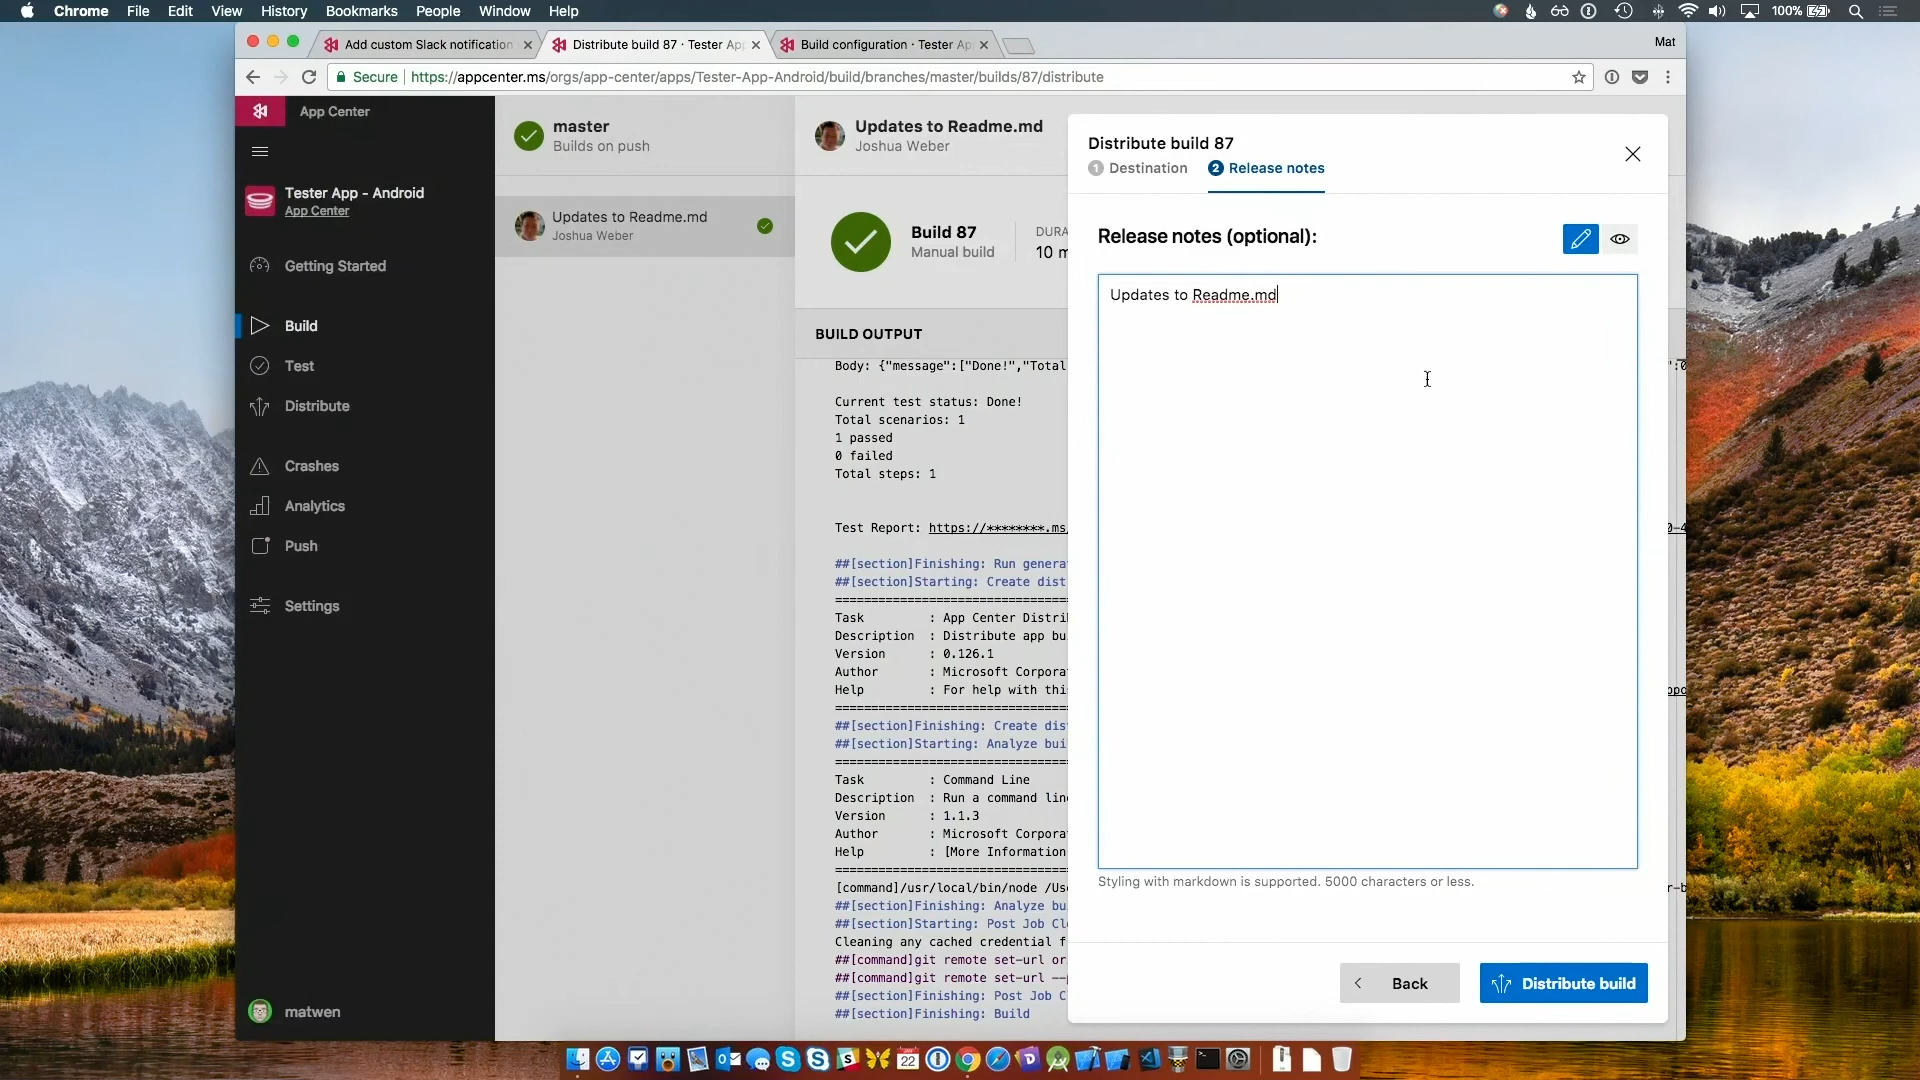 Chrome File Edit View History Bookmarks People Window Help
100%
Add custom Slack notification
Distribute build 87 · Tester Ap
Build configuration · Tester Ap
Mat
Secure https://appcenter.ms/orgs/app-center/apps/Tester-App-Android/build/branches/master/builds/87/distribute
App Center
Tester App - Android
App Center
Getting Started
Build
Test
Distribute
Crashes
Analytics
Push
Settings
matwen
master
Builds on push
Updates to Readme.md
Joshua Weber
Updates to Readme.md
Joshua Weber
Build 87
Manual build
DURA
10 m
BUILD OUTPUT
Body: {"message":["Done!","Total
Current test status: Done!
Total scenarios: 1
1 passed
0 failed
Total steps: 1
Test Report: https://********.ms/
##[section]Finishing: Run genera
##[section]Starting: Create dist
Task : App Center Distri
Description : Distribute app bu
Version : 0.126.1
Author : Microsoft Corpora
Help : For help with this
##[section]Finishing: Create dis
##[section]Starting: Analyze bui
Task : Command Line
Description : Run a command line
Version : 1.1.3
Author : Microsoft Corpora
Help : [More Information
[command]/usr/local/bin/node /Use
##[section]Finishing: Analyze bu
##[section]Starting: Post Job Cle
Cleaning any cached credential f
##[command]git remote set-url or
##[command]git remote set-url --p
##[section]Finishing: Post Job C
##[section]Finishing: Build
Distribute build 87
1 Destination
2 Release notes
Release notes (optional):
Updates to Readme.md
Styling with markdown is supported. 5000 characters or less.
Back
Distribute build
22